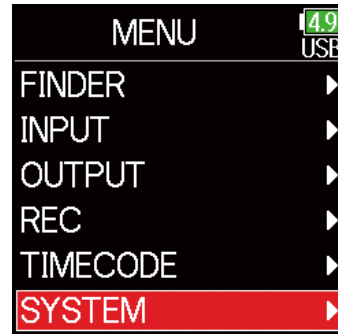 MENU
4.9
USB
FINDER
INPUT
OUTPUT
REC
TIMECODE
SYSTEM